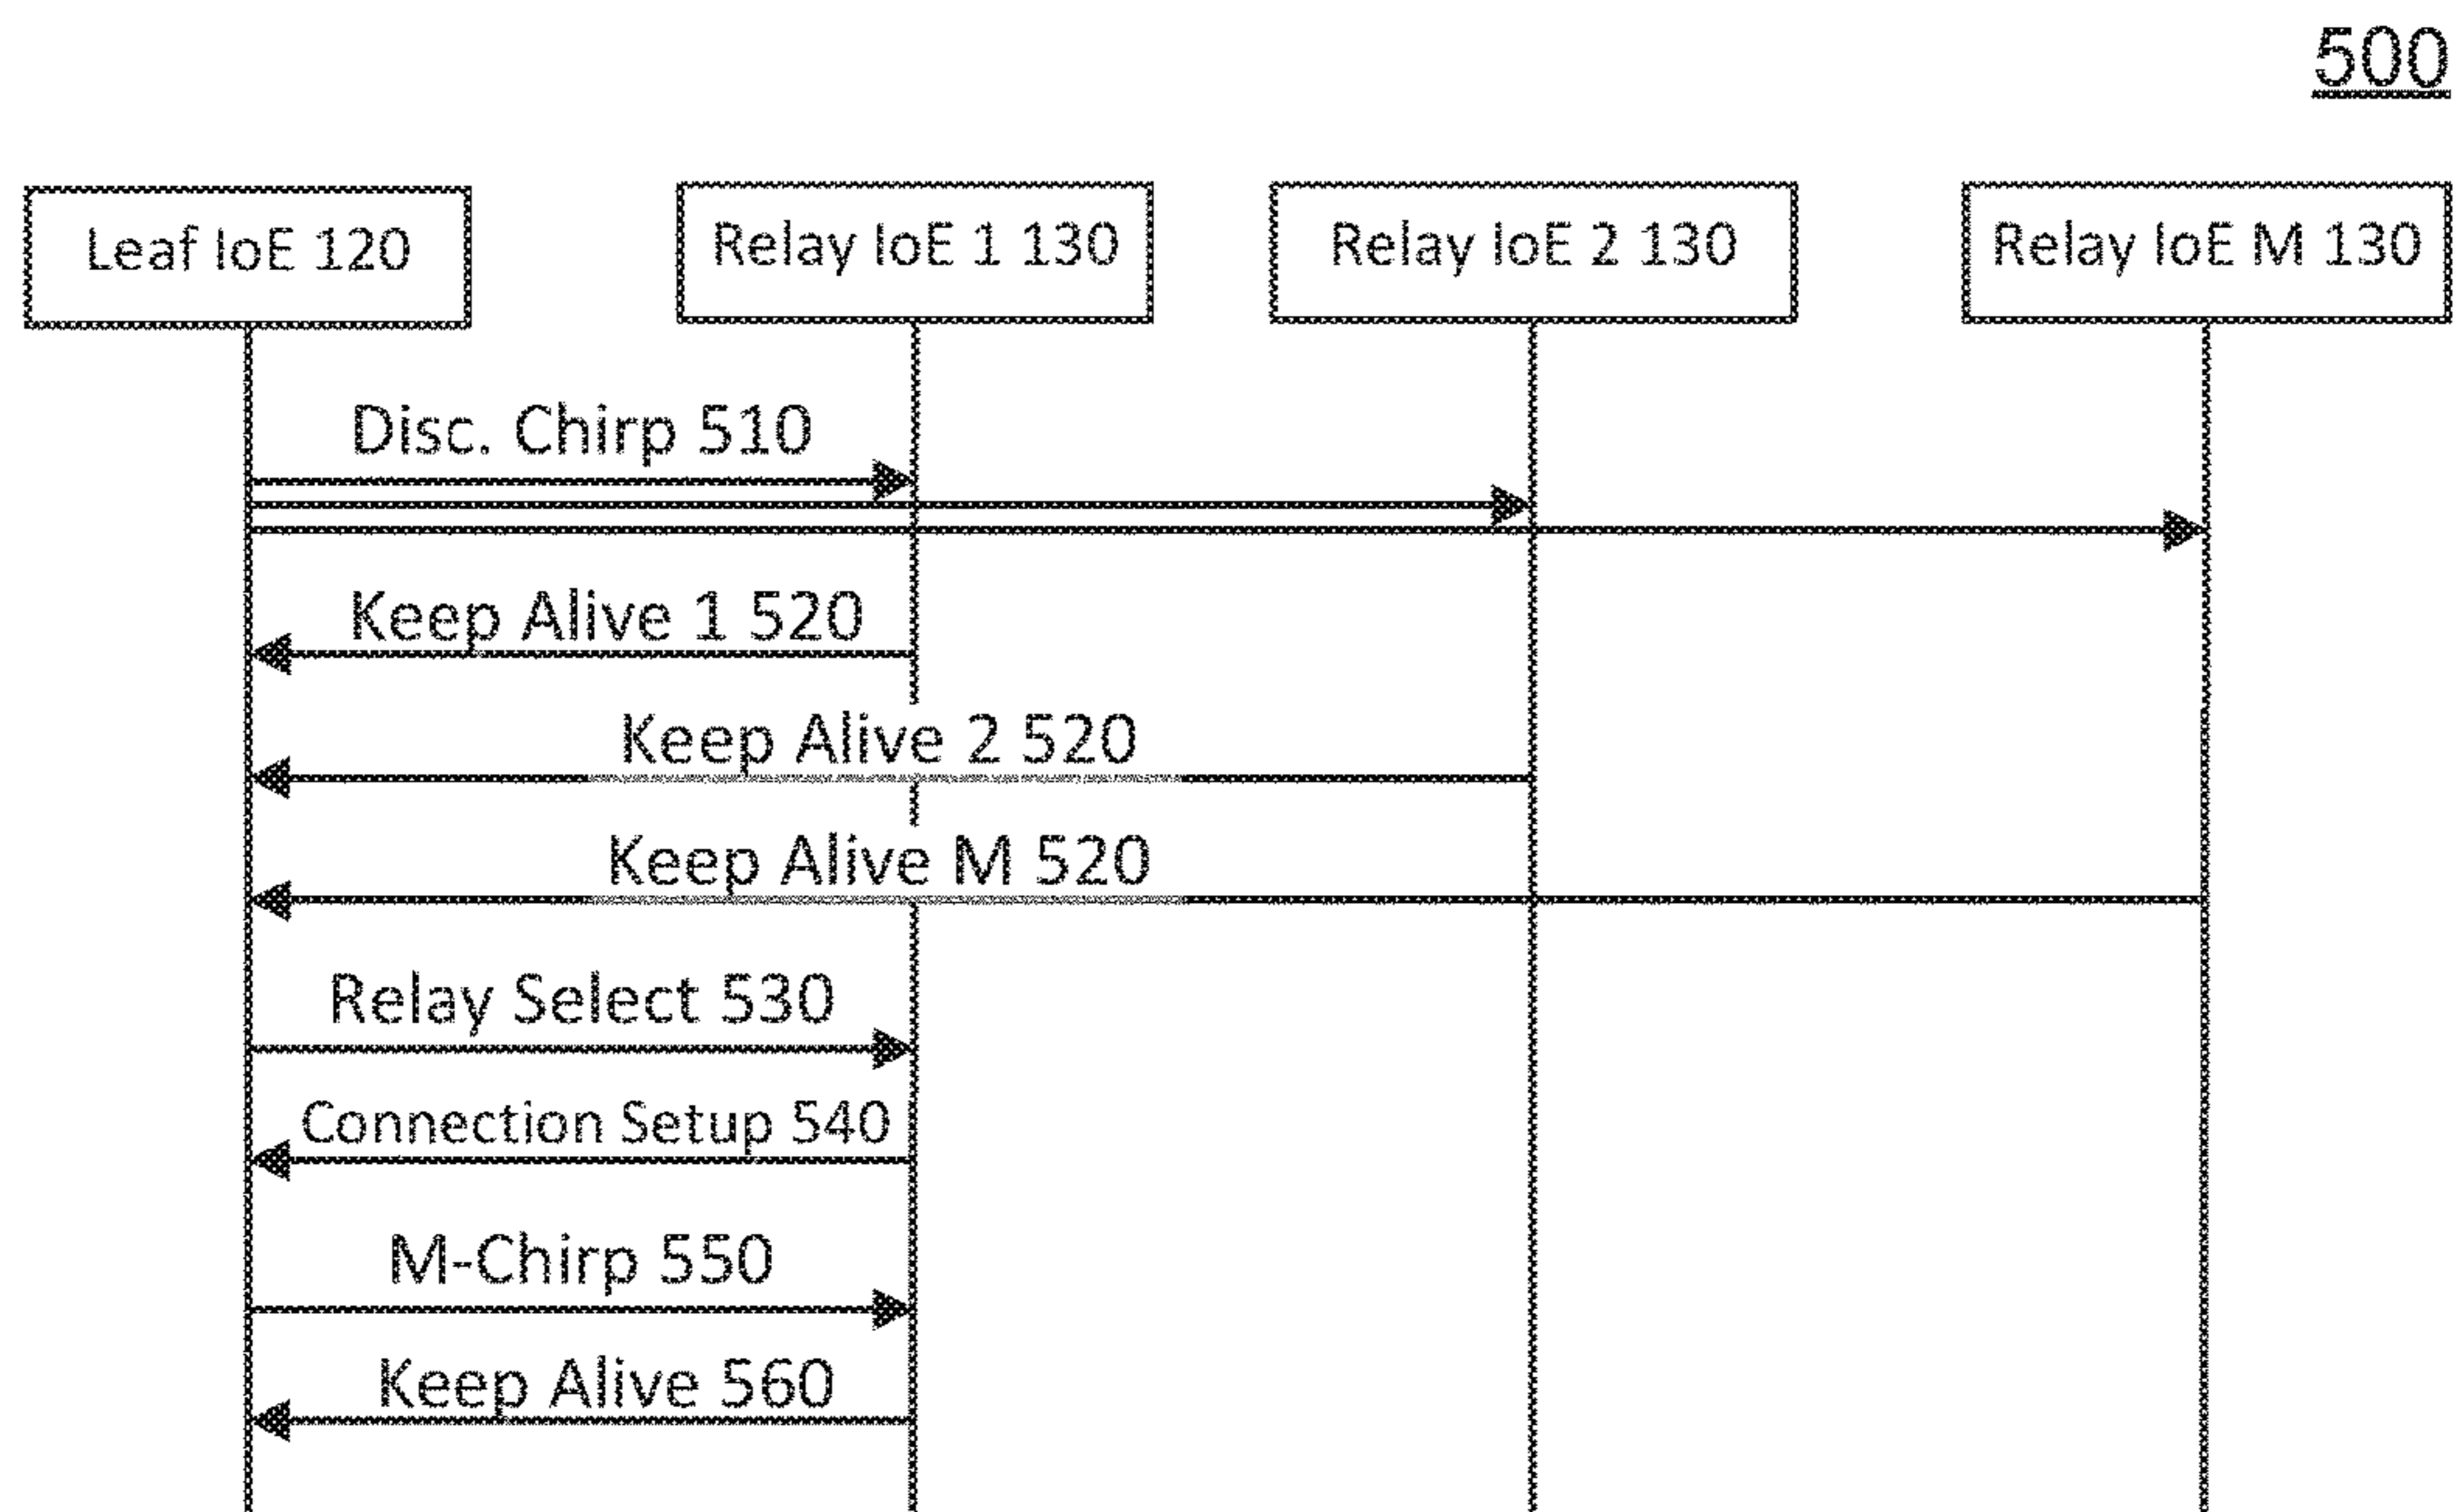 500
Leaf IoE 120
Relay IoE 1 130
Relay IoE 2 130
Relay IoE M 130
Disc. Chirp 510
Keep Alive 1 520
Keep Alive 2 520
Keep Alive M 520
Relay Select 530
Connection Setup 540
M-Chirp 550
Keep Alive 560